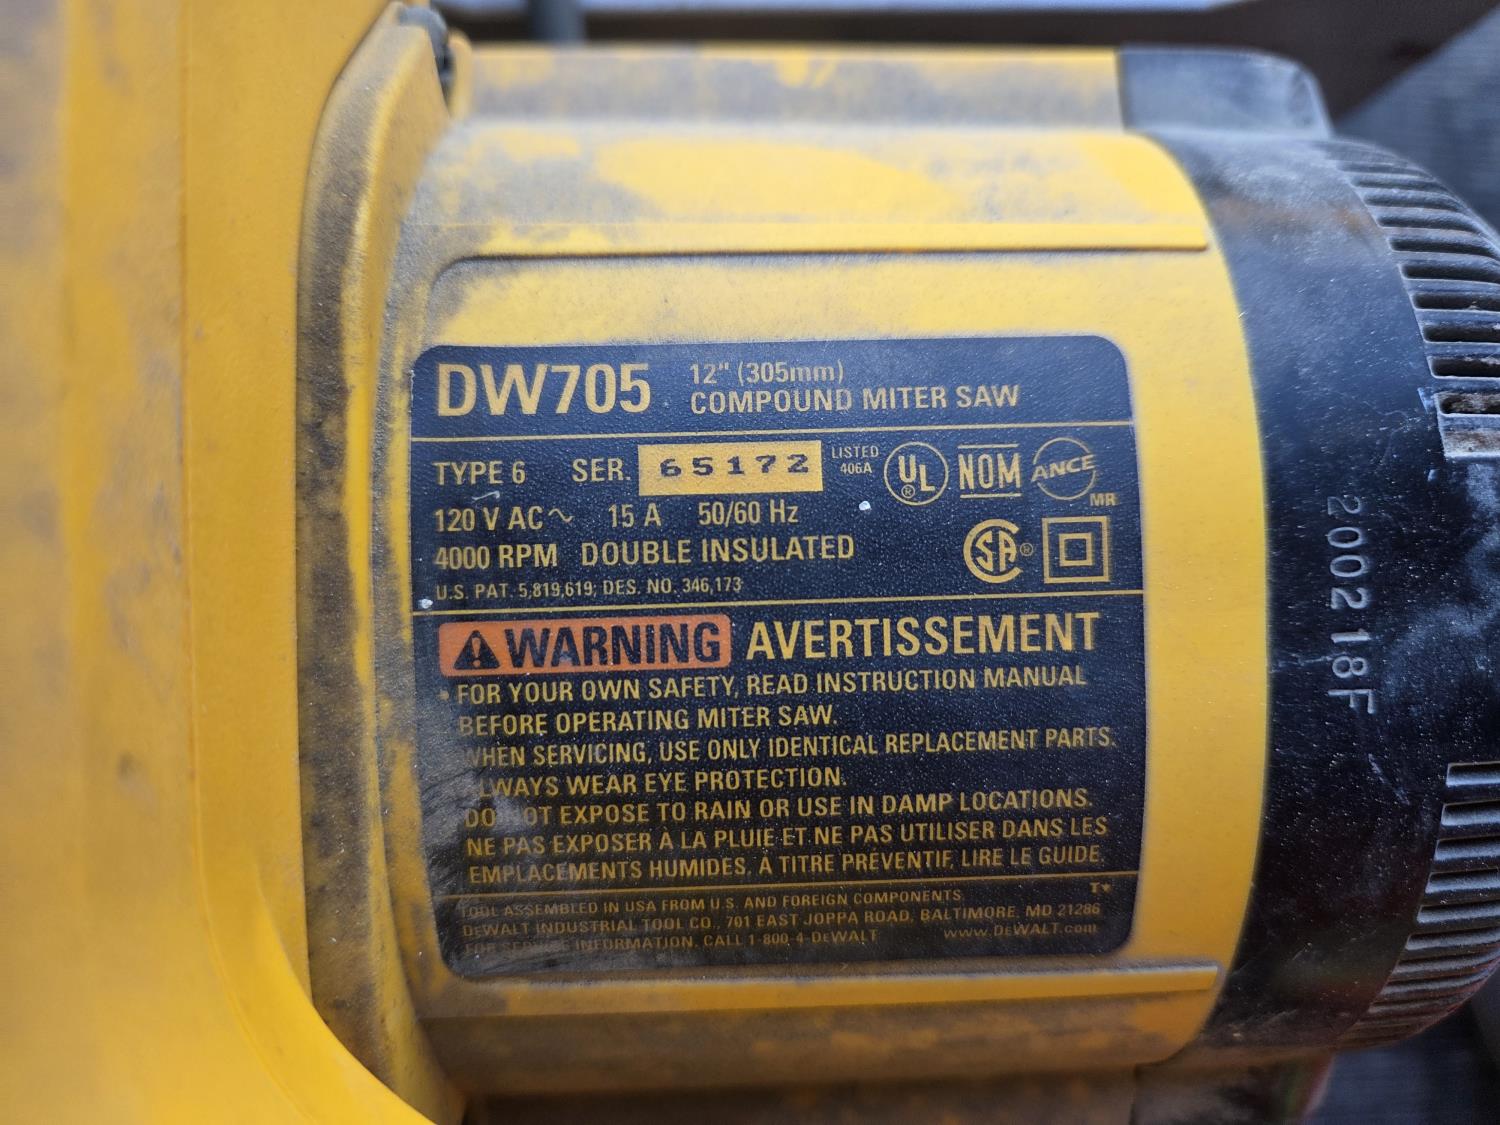 DW705
12" (305mm)
COMPOUND MITER SAW
TYPE 6 SER. 65172
LISTED
406A
UL ®
NOM
ANCE
MR
120 V AC ~ 15 A 50/60 Hz
4000 RPM DOUBLE INSULATED
SA ®
U.S. PAT. 5,819,619; DES. NO. 346,173
WARNING AVERTISSEMENT
FOR YOUR OWN SAFETY, READ INSTRUCTION MANUAL
BEFORE OPERATING MITER SAW.
WHEN SERVICING, USE ONLY IDENTICAL REPLACEMENT PARTS.
ALWAYS WEAR EYE PROTECTION.
DO NOT EXPOSE TO RAIN OR USE IN DAMP LOCATIONS.
NE PAS EXPOSER À LA PLUIE ET NE PAS UTILISER DANS LES
EMPLACEMENTS HUMIDES. À TITRE PRÉVENTIF, LIRE LE GUIDE.
T*
TOOL ASSEMBLED IN USA FROM U.S. AND FOREIGN COMPONENTS
DEWALT INDUSTRIAL TOOL CO., 701 EAST JOPPA ROAD, BALTIMORE, MD 21286
FOR SERVICE INFORMATION, CALL 1-800-4-DEWALT www.DEWALT.com
2002 18F